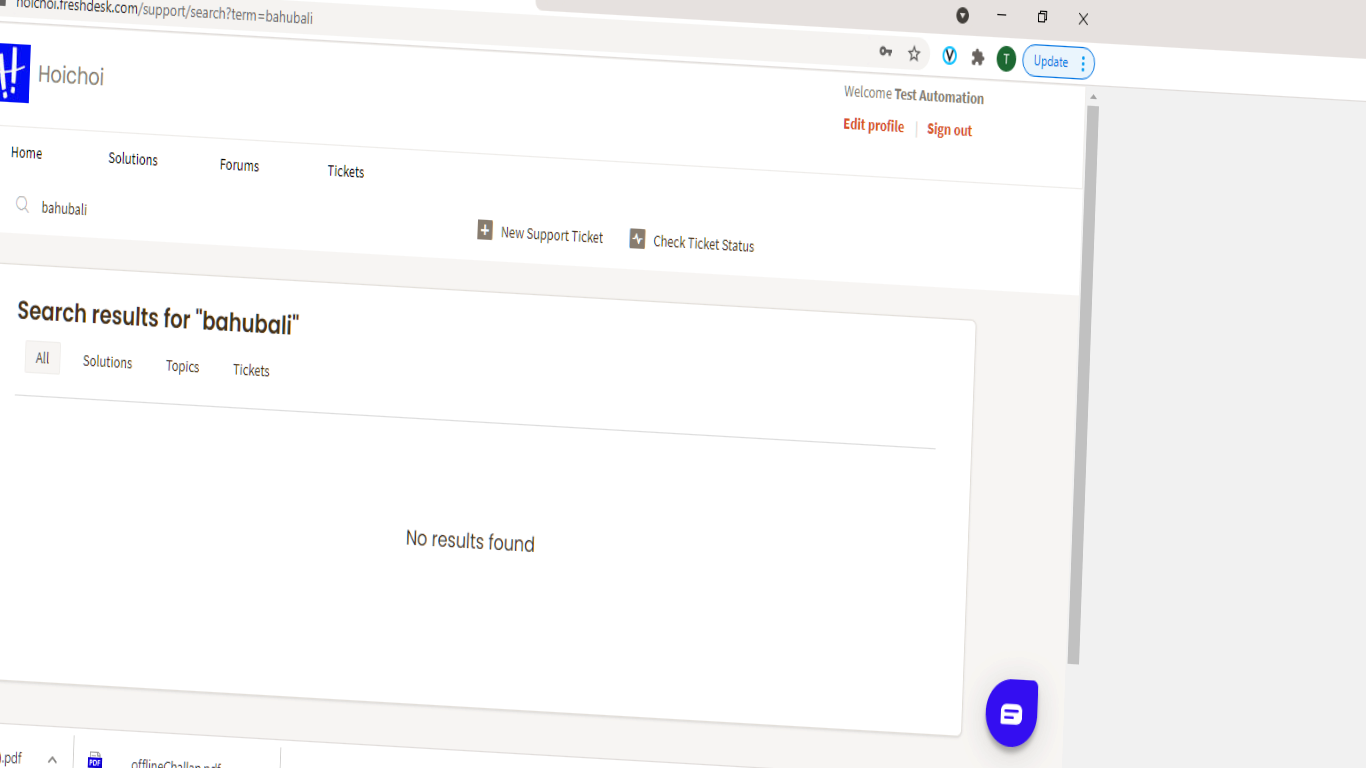 hoichoi.freshdesk.com/support/search?term=bahubali
Update
T
Hoichoi
Welcome Test Automation
Edit profile | Sign out
Home Solutions Forums Tickets
bahubali
New Support Ticket Check Ticket Status
Search results for "bahubali"
All Solutions Topics Tickets
No results found
.pdf
PDF
offlineChallan.pdf